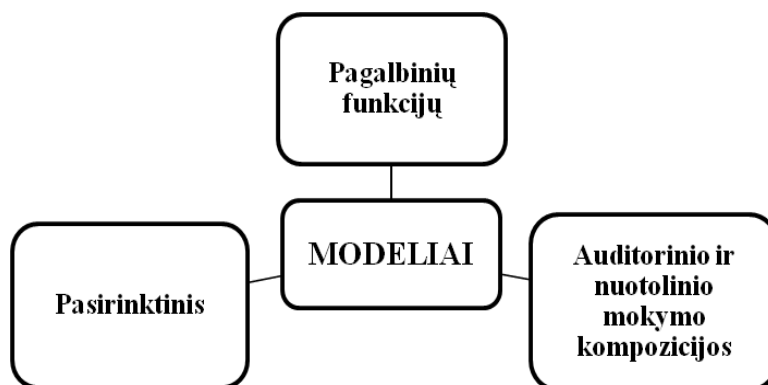 Pagalbinių
funkcijų
MODELIAI
Pasirinktinis
Auditorinio ir
nuotolinio
mokymo
kompozicijos